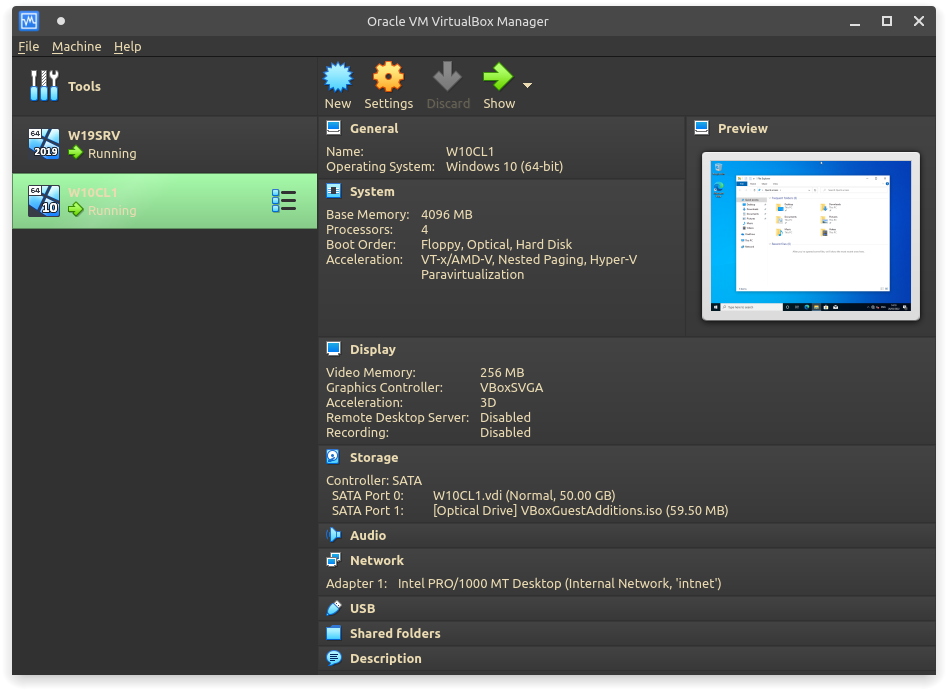 Oracle VM VirtualBox Manager
File Machine Help
Tools
New Settings Discard Show
64 2019 W19SRV
Running
64 10 W10CL1
Running
General
Name: W10CL1
Operating System: Windows 10 (64-bit)
System
Base Memory: 4096 MB
Processors: 4
Boot Order: Floppy, Optical, Hard Disk
Acceleration: VT-x/AMD-V, Nested Paging, Hyper-V
Paravirtualization
Preview
Display
Video Memory: 256 MB
Graphics Controller: VBoxSVGA
Acceleration: 3D
Remote Desktop Server: Disabled
Recording: Disabled
Storage
Controller: SATA
SATA Port 0: W10CL1.vdi (Normal, 50.00 GB)
SATA Port 1: [Optical Drive] VBoxGuestAdditions.iso (59.50 MB)
Audio
Network
Adapter 1: Intel PRO/1000 MT Desktop (Internal Network, 'intnet')
USB
Shared folders
Description